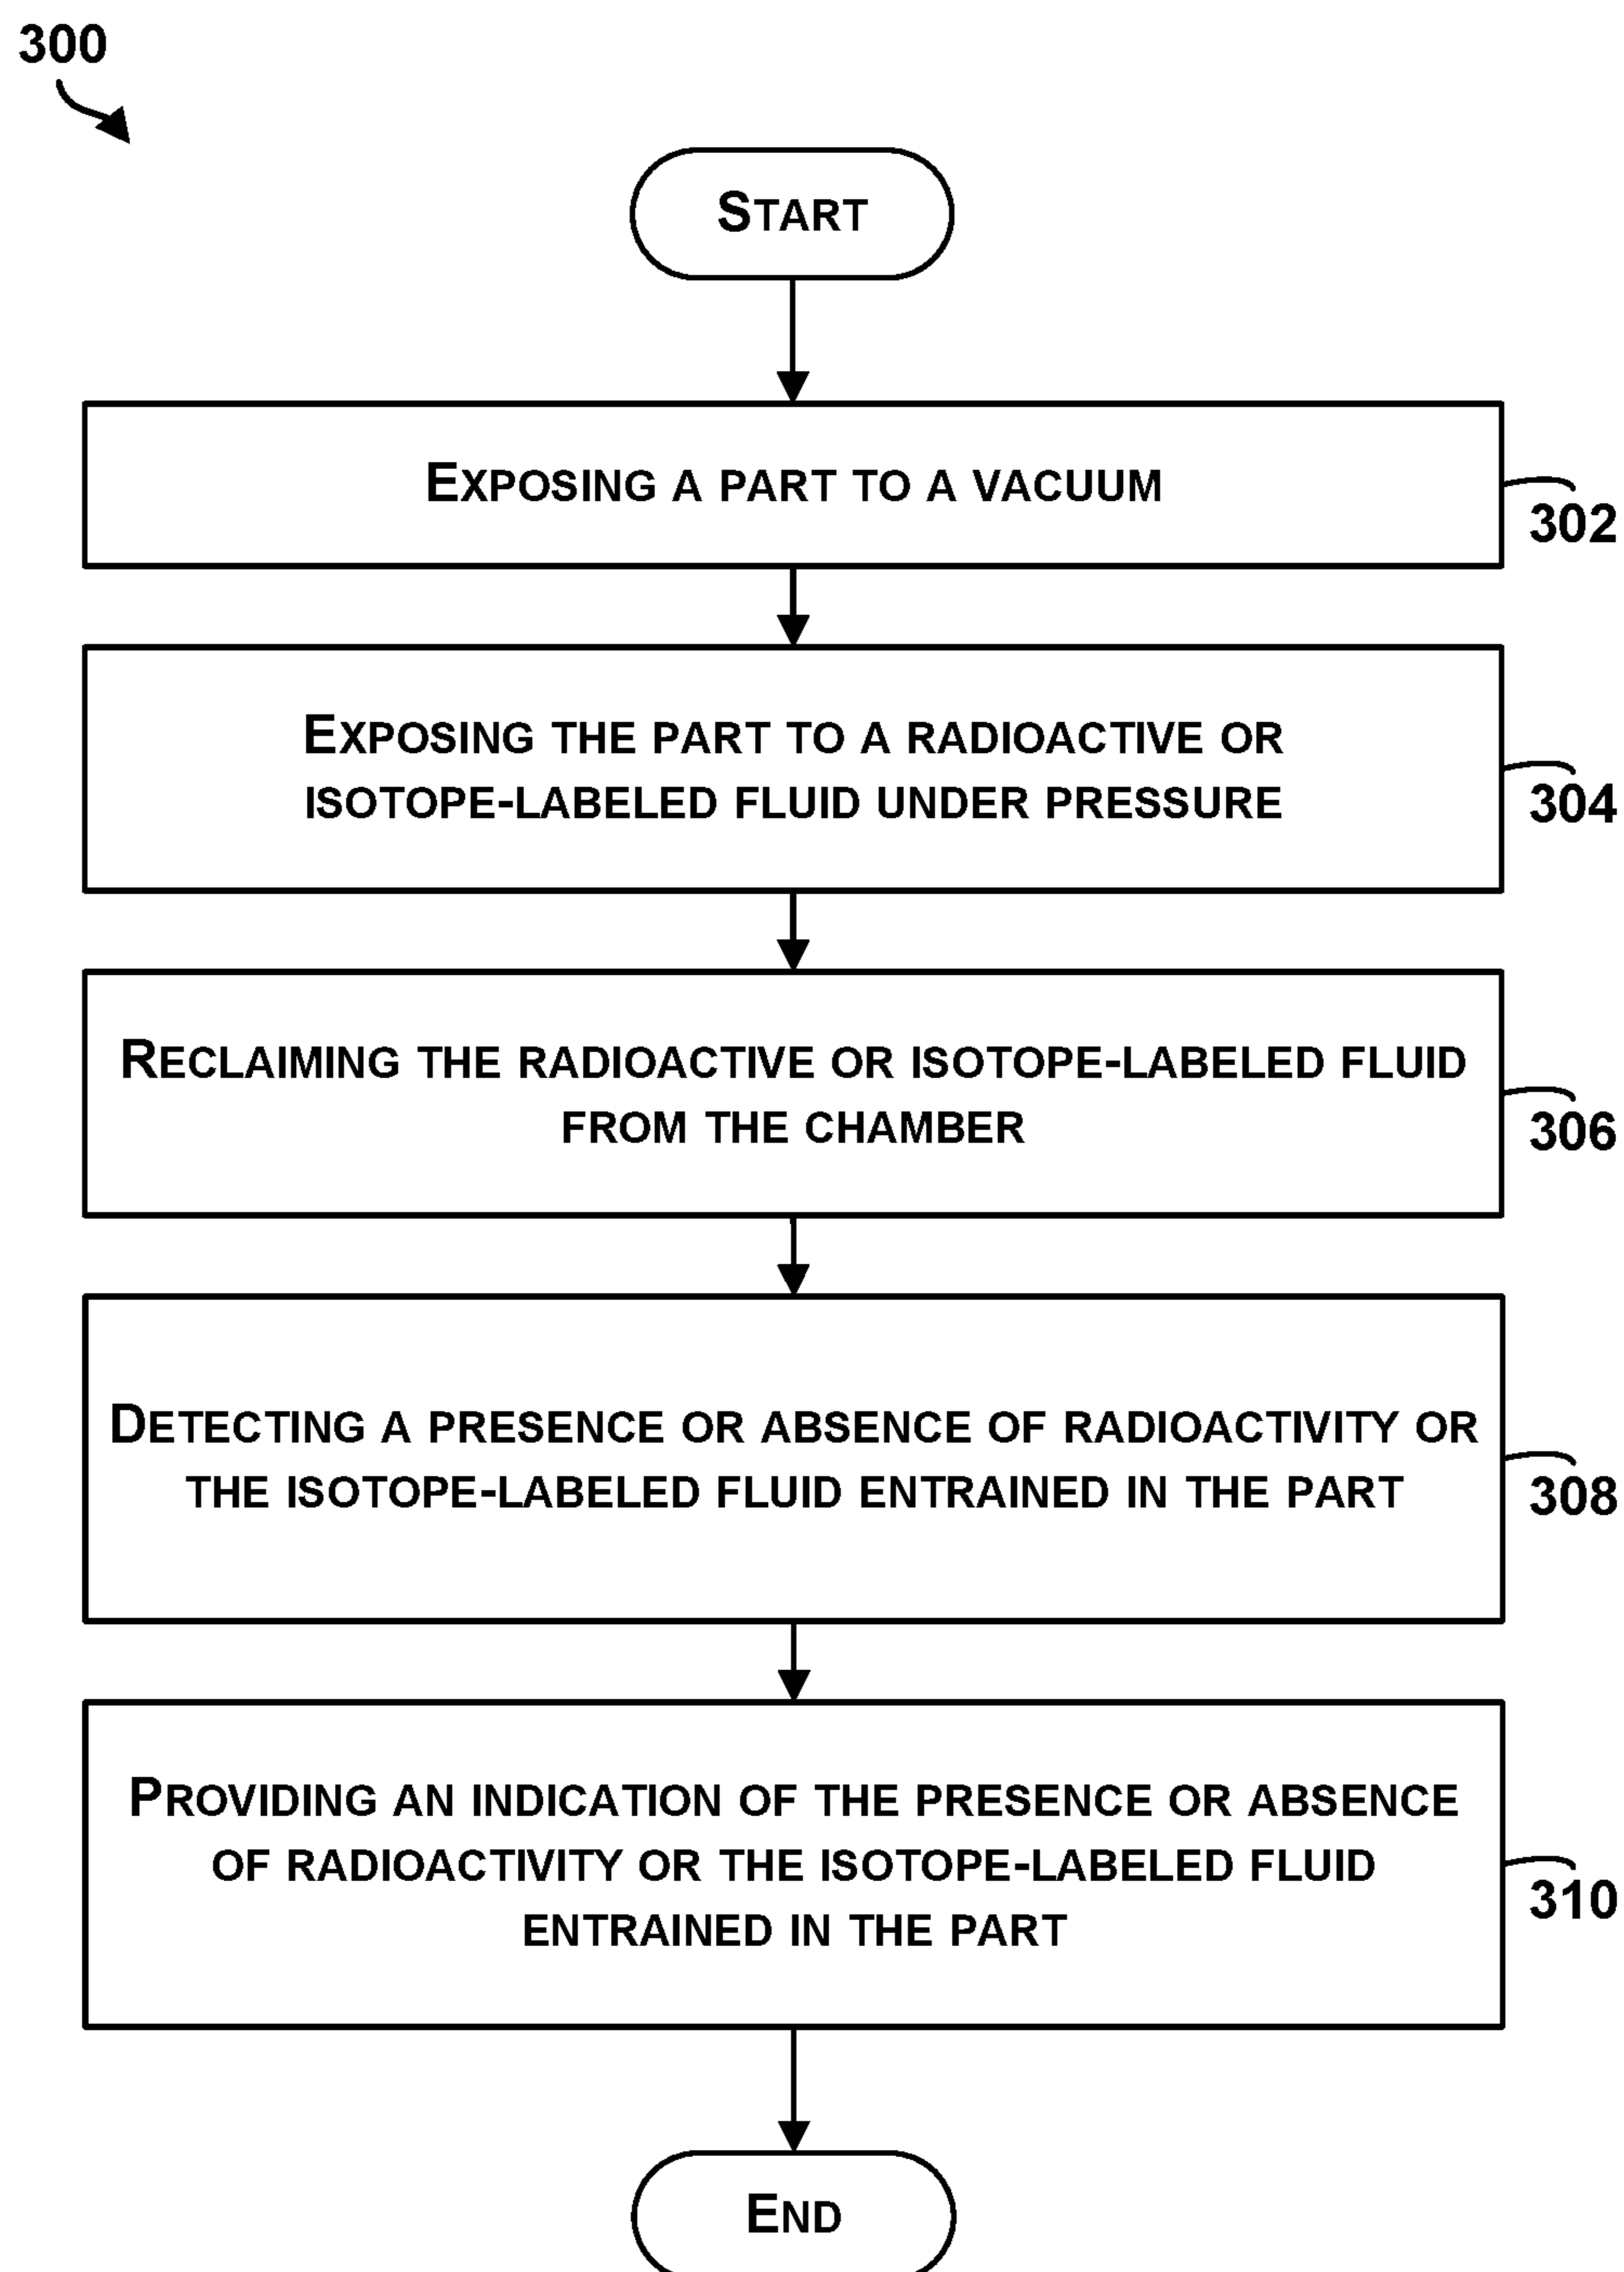 300
START
EXPOSING A PART TO A VACUUM
302
EXPOSING THE PART TO A RADIOACTIVE OR
ISOTOPE-LABELED FLUID UNDER PRESSURE
304
RECLAIMING THE RADIOACTIVE OR ISOTOPE-LABELED FLUID
FROM THE CHAMBER
306
DETECTING A PRESENCE OR ABSENCE OF RADIOACTIVITY OR
THE ISOTOPE-LABELED FLUID ENTRAINED IN THE PART
308
PROVIDING AN INDICATION OF THE PRESENCE OR ABSENCE
OF RADIOACTIVITY OR THE ISOTOPE-LABELED FLUID
ENTRAINED IN THE PART
310
END